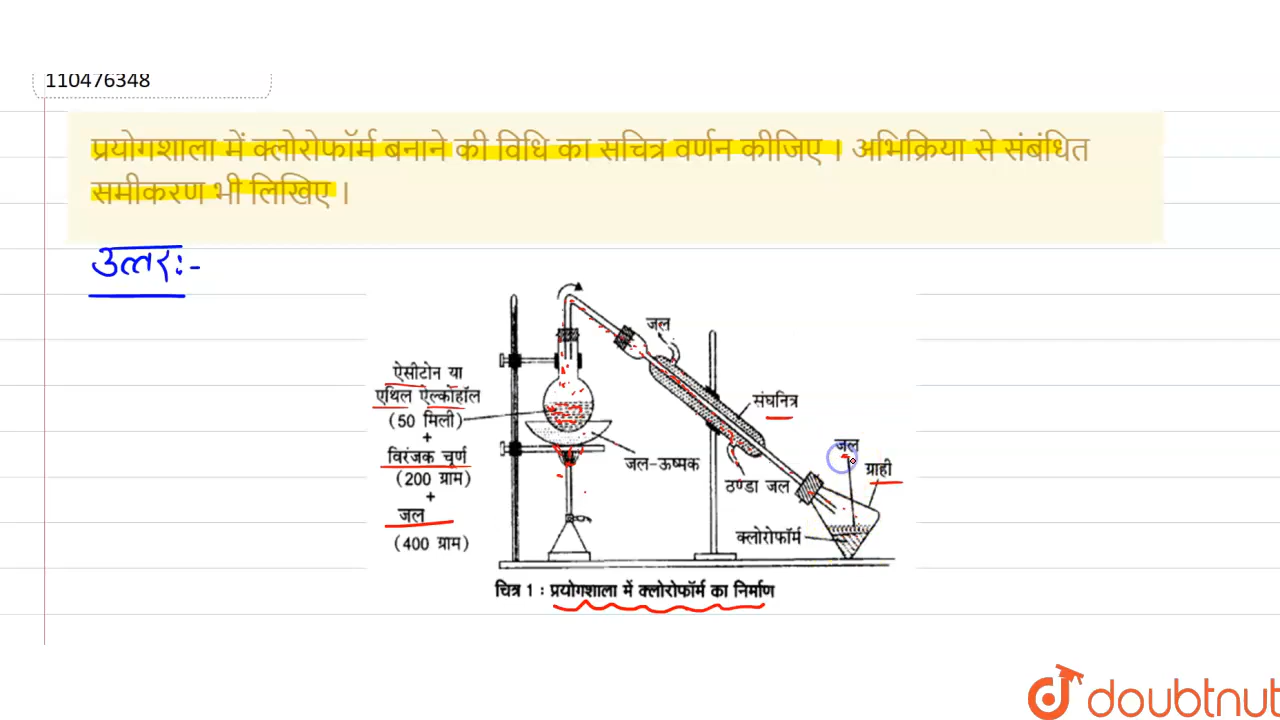 110476348
प्रयोगशाला में क्लोरोफॉर्म बनाने की विधि का सचित्र वर्णन कीजिए । अभिक्रिया से संबंधित
समीकरण भी लिखिए ।
उत्तरः-
जल
ऐसीटोन या
एथिल ऐल्कोहॉल
(50 मिली)
+
विरंजक चूर्ण
(200 ग्राम)
+
जल
(400 ग्राम)
जल-ऊष्मक
संघनित्र
ठण्डा जल
जल
ग्राही
क्लोरोफॉर्म
चित्र 1 : प्रयोगशाला में क्लोरोफॉर्म का निर्माण
doubtnut